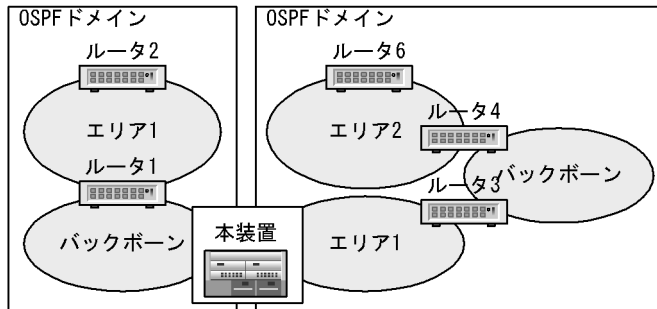 OSPFドメイン
ルータ2
エリア1
ルータ1
バックボーン
本装置
OSPFドメイン
ルータ6
エリア2
ルータ4
バックボーン
ルータ3
エリア1